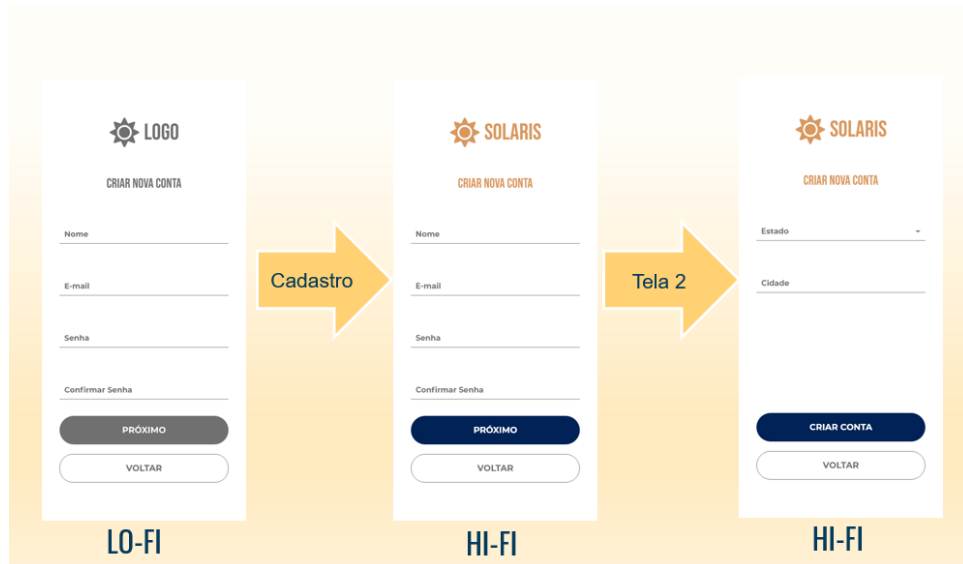 LOGO
CRIAR NOVA CONTA
Nome
E-mail
Senha
Confirmar Senha
PRÓXIMO
VOLTAR
LO-FI
Cadastro
SOLARIS
CRIAR NOVA CONTA
Nome
E-mail
Senha
Confirmar Senha
PRÓXIMO
VOLTAR
HI-FI
Tela 2
SOLARIS
CRIAR NOVA CONTA
Estado
Cidade
CRIAR CONTA
VOLTAR
HI-FI